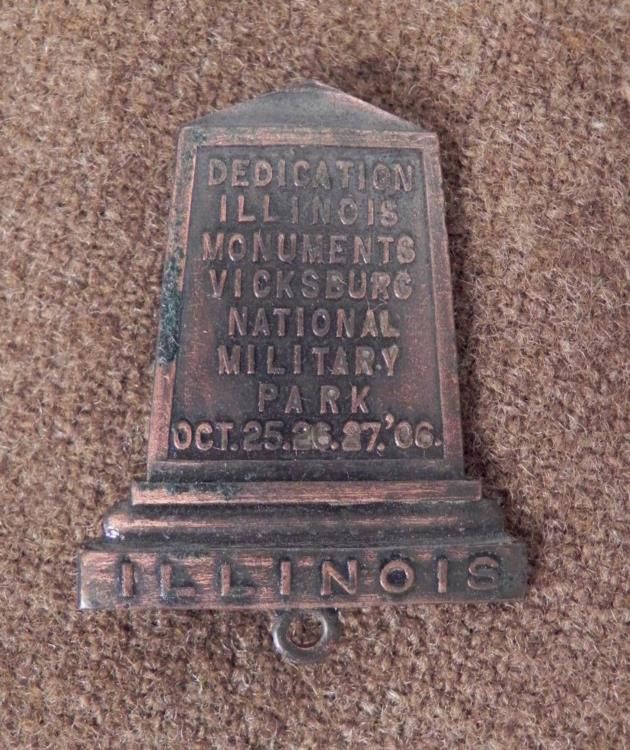 DEDICATION
ILLINOIS
MONUMENTS
VICKSBURG
NATIONAL
MILITARY
PARK
OCT. 25. 26. 27, '06.
ILLINOIS